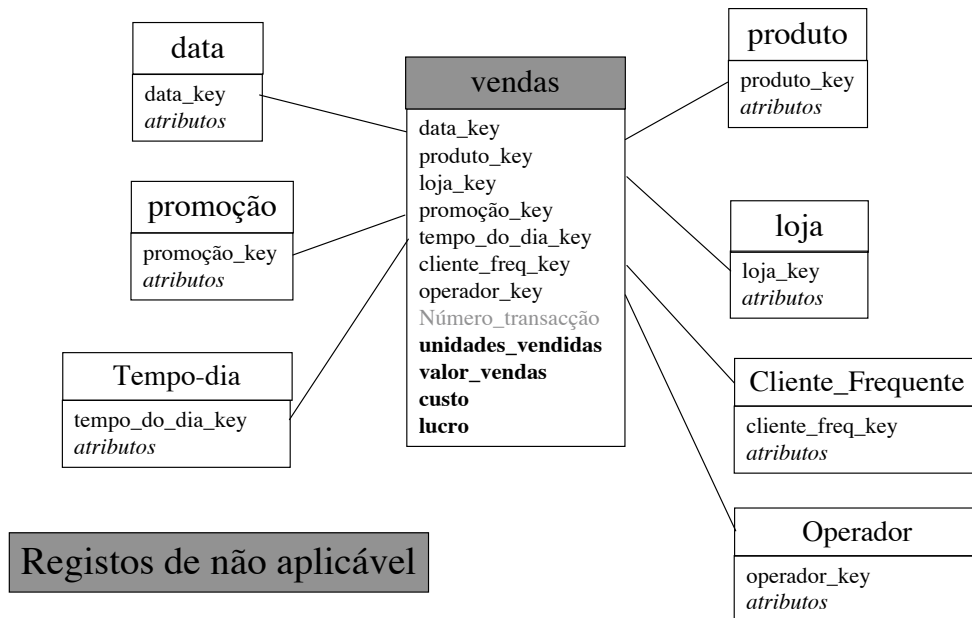 data
data_key
atributos
promoção
promoção_key
atributos
Tempo-dia
tempo_do_dia_key
atributos
vendas
data_key
produto_key
loja_key
promoção_key
tempo_do_dia_key
cliente_freq_key
operador_key
Número_transacção
unidades_vendidas
valor_vendas
custo
lucro
produto
produto_key
atributos
loja
loja_key
atributos
Cliente_Frequente
cliente_freq_key
atributos
Operador
operador_key
atributos
Registos de não aplicável